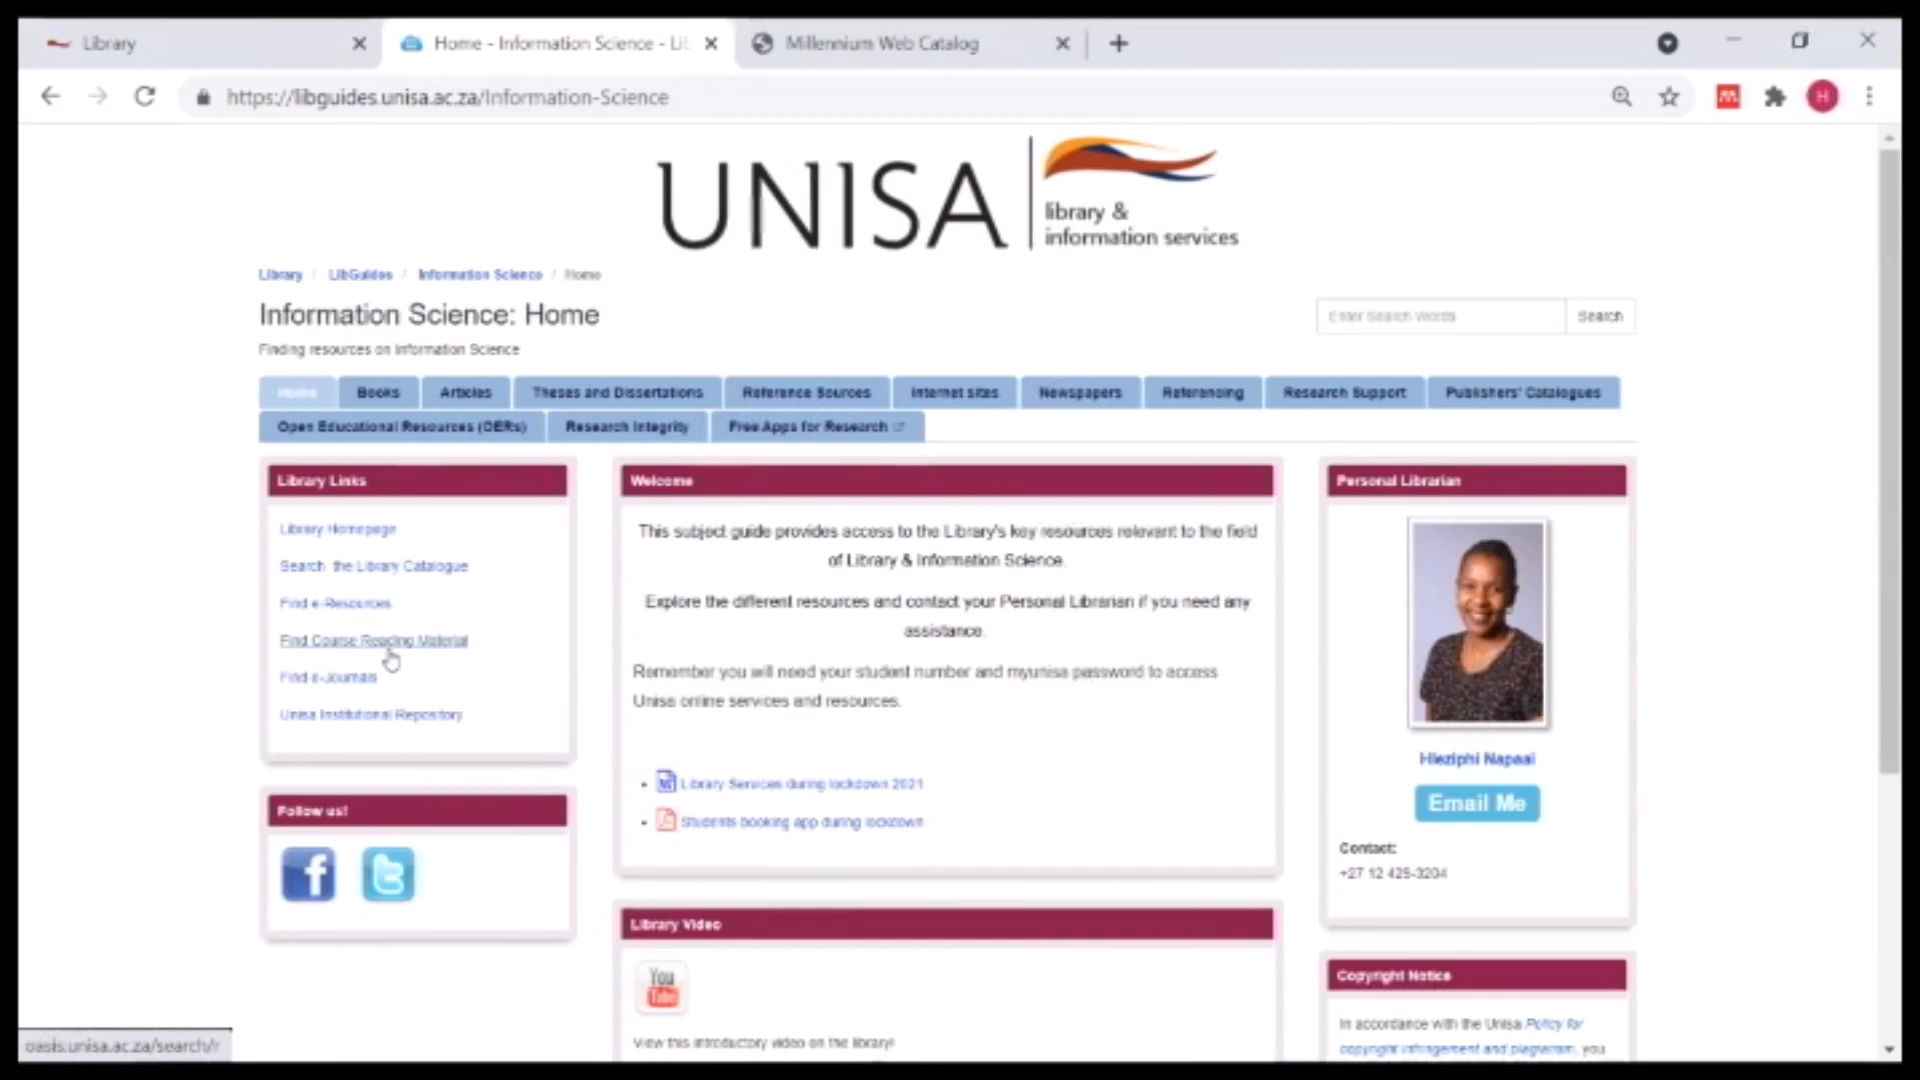 Library
Home - Information Science - Lib
Millennium Web Catalog
https://libguides.unisa.ac.za/Information-Science
H
UNISA
library &
information services
Library / LibGuides / Information Science / Home
Information Science: Home
Enter Search Words
Search
Finding resources on Information Science
Home
Books
Articles
Theses and Dissertations
Reference Sources
Internet sites
Newspapers
Referencing
Research Support
Publishers' Catalogues
Open Educational Resources (OERs)
Research Integrity
Free Apps for Research
Library Links
Library Homepage
Search the Library Catalogue
Find e-Resources
Find Course Reading Material
Find e-Journals
Unisa Institutional Repository
Follow us!
Welcome
This subject guide provides access to the Library's key resources relevant to the field
of Library & Information Science.
Explore the different resources and contact your Personal Librarian if you need any
assistance.
Remember you will need your student number and myunisa password to access
Unisa online services and resources.
Library Services during lockdown 2021
Students booking app during lockdown
Library Video
You
Tube
View this introductory video on the library!
Personal Librarian
Hleziphi Napaai
Email Me
Contact:
+27 12 429-3204
Copyright Notice
In accordance with the Unisa Policy for
copyright infringement and plagiarism, you
oasis.unisa.ac.za/search/r